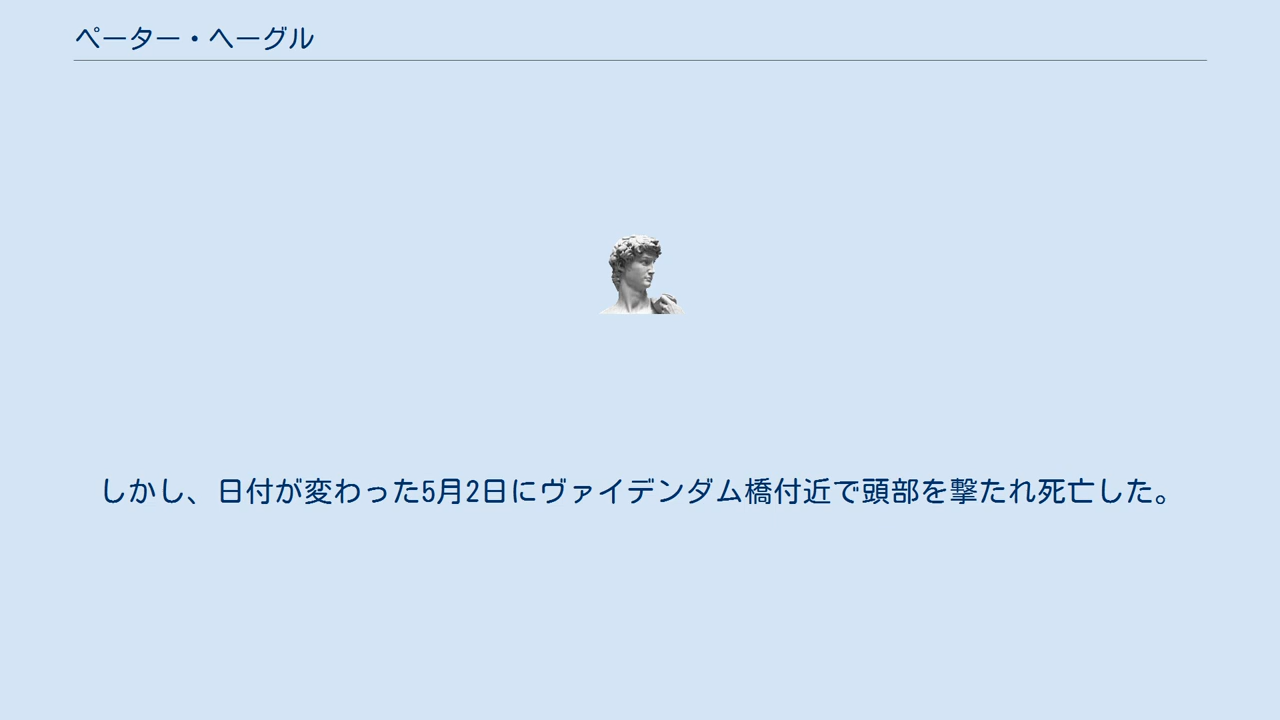 ペーター・ヘーグル
しかし、日付が変わった5月2日にヴァイデンダム橋付近で頭部を撃たれ死亡した。